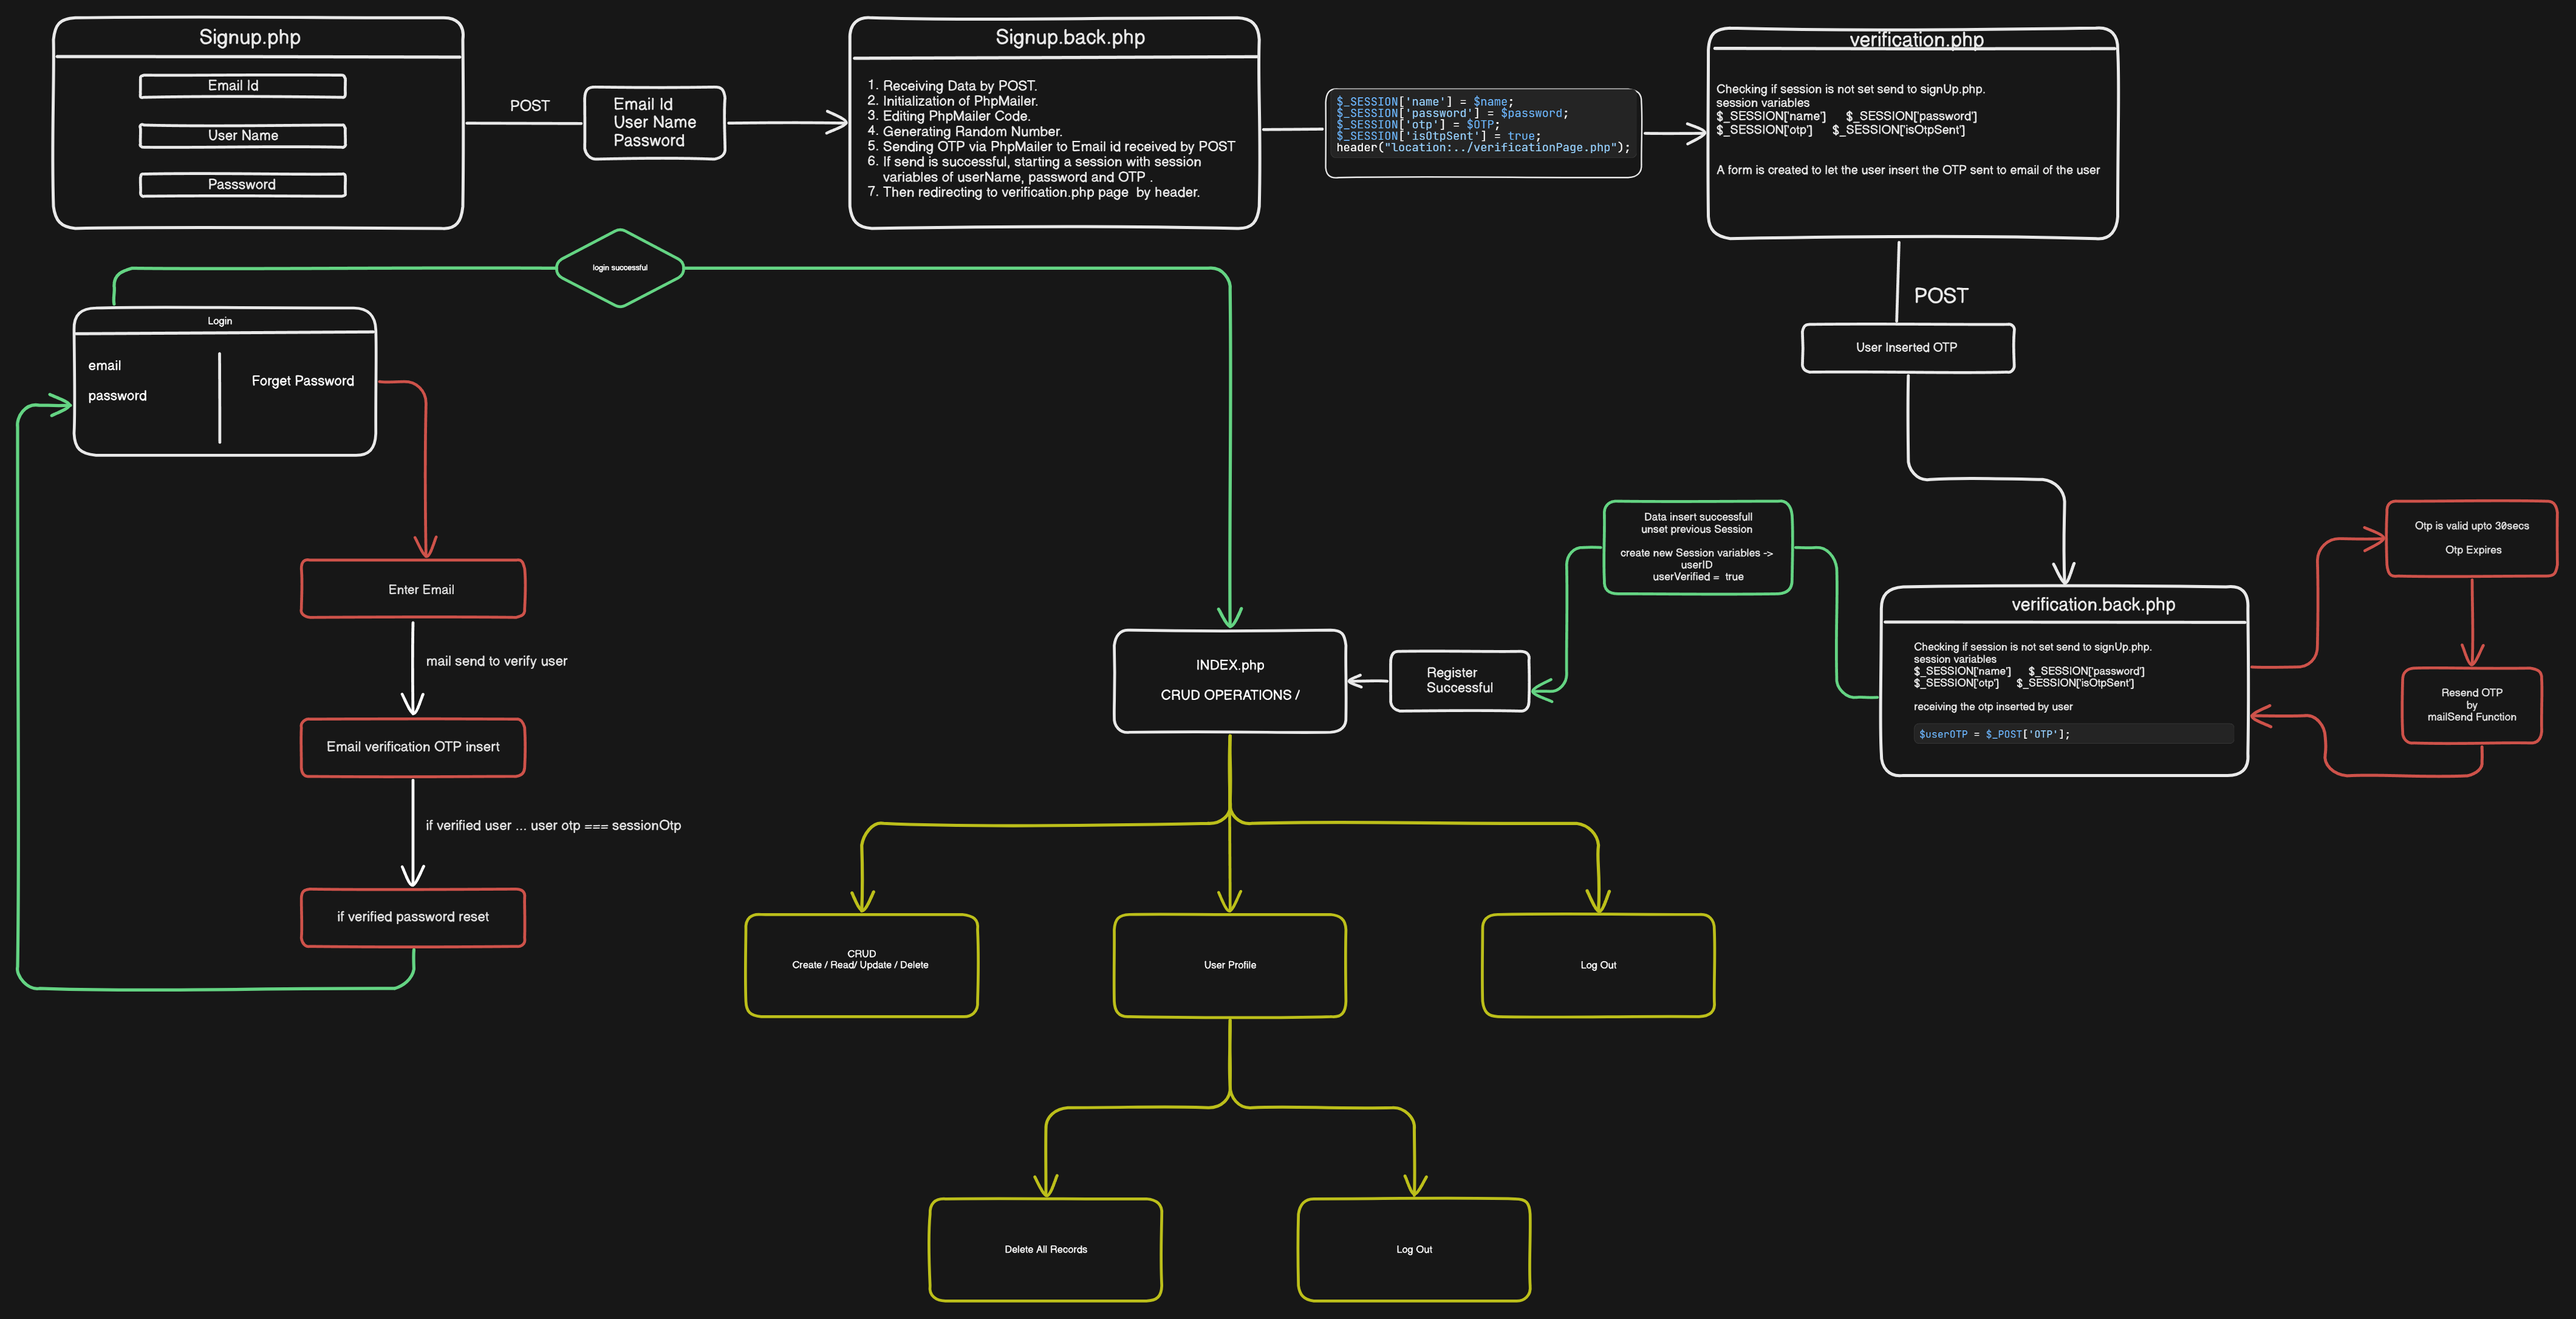 Signup.php
Email Id
User Name
Passsword
POST
Email Id
User Name
Password
Signup.back.php
1. Receiving Data by POST.
2. Initialization of PhpMailer.
3. Editing PhpMailer Code.
4. Generating Random Number.
5. Sending OTP via PhpMailer to Email id received by POST
6. If send is successful, starting a session with session
variables of userName, password and OTP .
7. Then redirecting to verification.php page by header.
$_SESSION['name'] = $name;
$_SESSION['password'] = $password;
$_SESSION['otp'] = $OTP;
$_SESSION['isOtpSent'] = true;
header("location:../verificationPage.php");
verification.php
Checking if session is not set send to signUp.php.
session variables
$_SESSION['name'] $_SESSION['password']
$_SESSION['otp'] $_SESSION['isOtpSent']
A form is created to let the user insert the OTP sent to email of the user
login successful
POST
User Inserted OTP
Login
email
password
Forget Password
Enter Email
mail send to verify user
Email verification OTP insert
if verified user ... user otp === sessionOtp
if verified password reset
Data insert successfull
unset previous Session
create new Session variables ->
userID
userVerified = true
Otp is valid upto 30secs
Otp Expires
verification.back.php
Checking if session is not set send to signUp.php.
session variables
$_SESSION['name'] $_SESSION['password']
$_SESSION['otp'] $_SESSION['isOtpSent']
receiving the otp inserted by user
$userOTP = $_POST['OTP'];
Resend OTP
by
mailSend Function
INDEX.php
CRUD OPERATIONS /
Register
Successful
CRUD
Create / Read/ Update / Delete
User Profile
Log Out
Delete All Records
Log Out